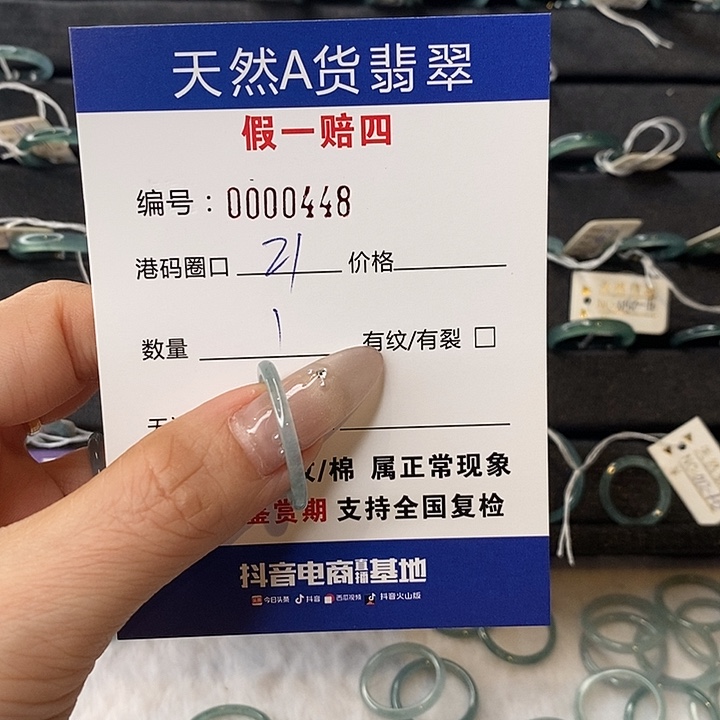 天然A货翡翠
假一赔四
编号：0000448
港码圈口 21 价格
数量 1 有纹/有裂 □
/棉 属正常现象
鉴赏期 支持全国复检
抖音电商直播基地
今日头条 抖音 西瓜视频 抖音火山版